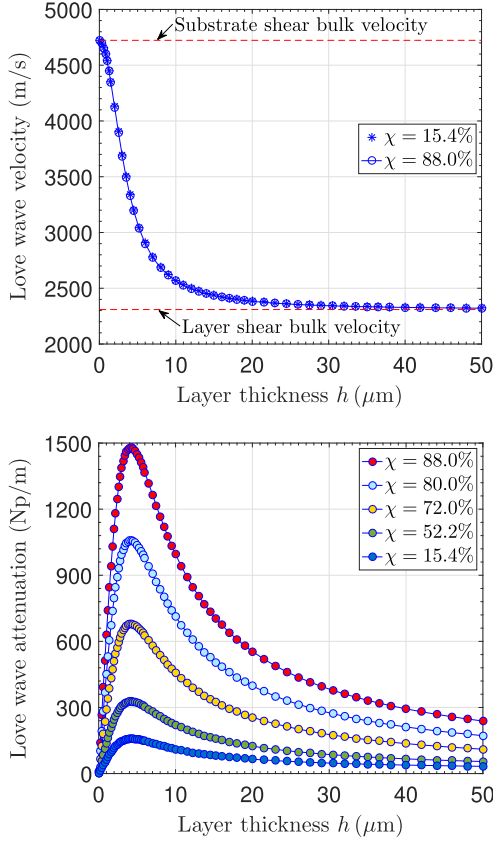 5000
Substrate shear bulk velocity
4500
4000
χ = 15.4%
χ = 88.0%
3500
3000
2500
Layer shear bulk velocity
2000
0 10 20 30 40 50
Love wave velocity (m/s)
Layer thickness h (μm)
1500
χ = 88.0%
χ = 80.0%
1200
χ = 72.0%
χ = 52.2%
χ = 15.4%
900
600
300
0
0 10 20 30 40 50
Love wave attenuation (Np/m)
Layer thickness h (μm)